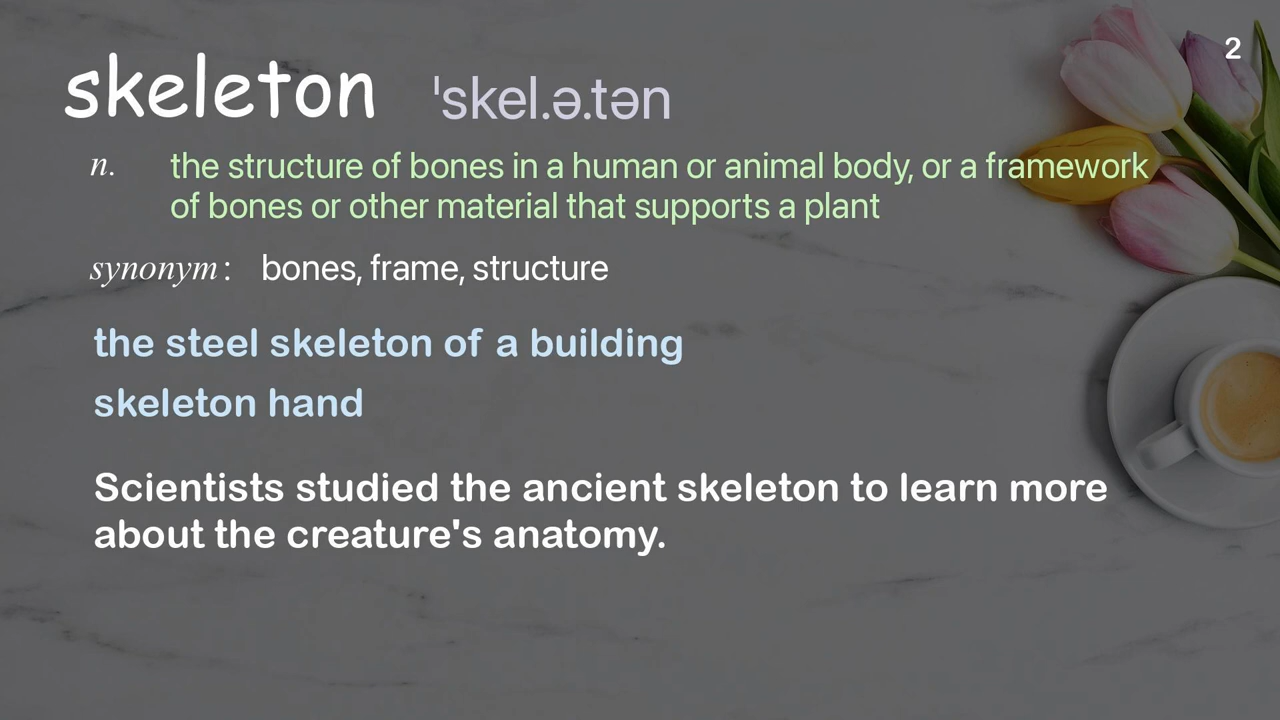 2
skeleton ˈskel.ə.tən
n. the structure of bones in a human or animal body, or a framework
of bones or other material that supports a plant
synonym: bones, frame, structure
the steel skeleton of a building
skeleton hand
Scientists studied the ancient skeleton to learn more
about the creature's anatomy.